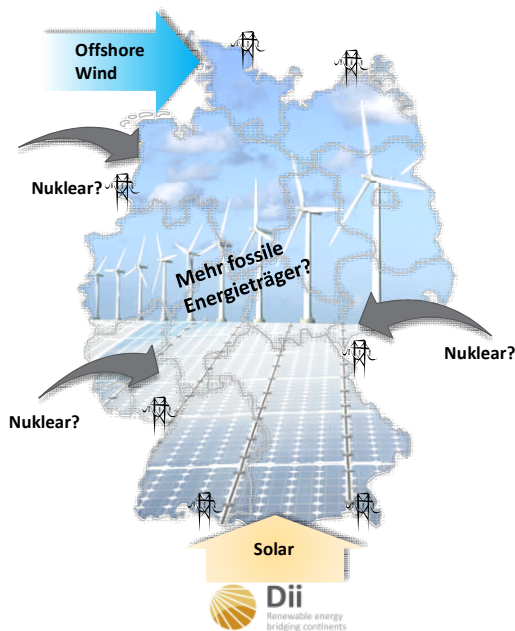 Offshore
Wind
Nuklear?
Mehr fossile
Energieträger?
Nuklear?
Nuklear?
Solar
Dii
Renewable energy
bridging continents